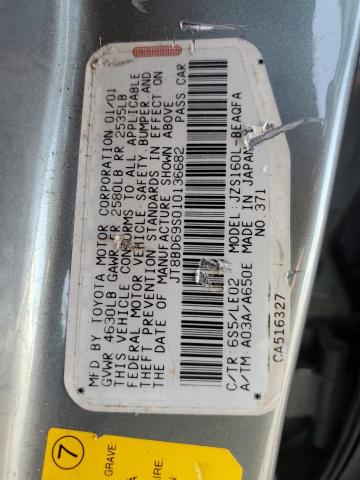 MFD BY TOYOTA MOTOR CORPORATION 01/01
GVWR 4630LB GAWR FR 2580LB RR 2535LB
THIS VEHICLE CONFORMS TO ALL APPLICABLE
FEDERAL MOTOR VEHICLE SAFETY, BUMPER, AND
THEFT PREVENTION STANDARDS IN EFFECT ON
THE DATE OF MANUFACTURE SHOWN ABOVE
JT8BD69S010136682 PASS CAR
C/TR: 6S5/LE02 MODEL: JZS160L-BEAQFA
A/TM A03A/A650E MADE IN JAPAN
NO 371
CA516327
7
GRAVE